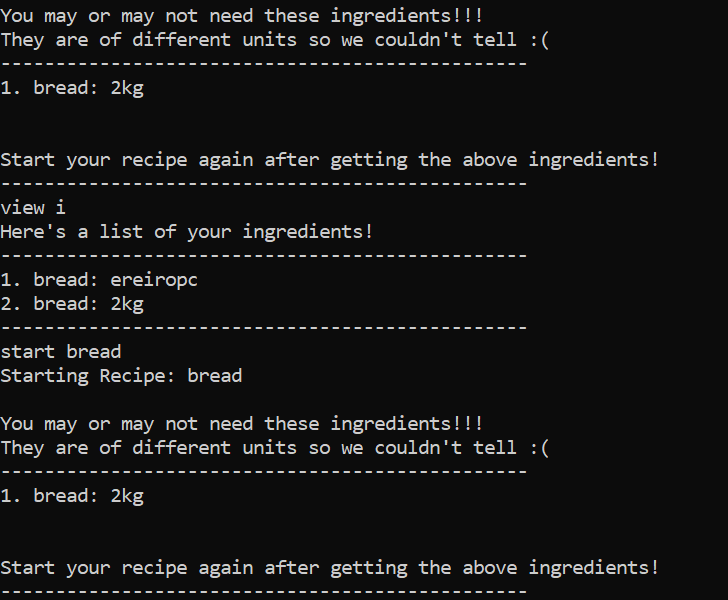 You may or may not need these ingredients!!!
They are of different units so we couldn't tell :(
------------------------------------------------
1. bread: 2kg
Start your recipe again after getting the above ingredients!
------------------------------------------------
view i
Here's a list of your ingredients!
------------------------------------------------
1. bread: ereiropc
2. bread: 2kg
------------------------------------------------
start bread
Starting Recipe: bread
You may or may not need these ingredients!!!
They are of different units so we couldn't tell :(
------------------------------------------------
1. bread: 2kg
Start your recipe again after getting the above ingredients!
------------------------------------------------